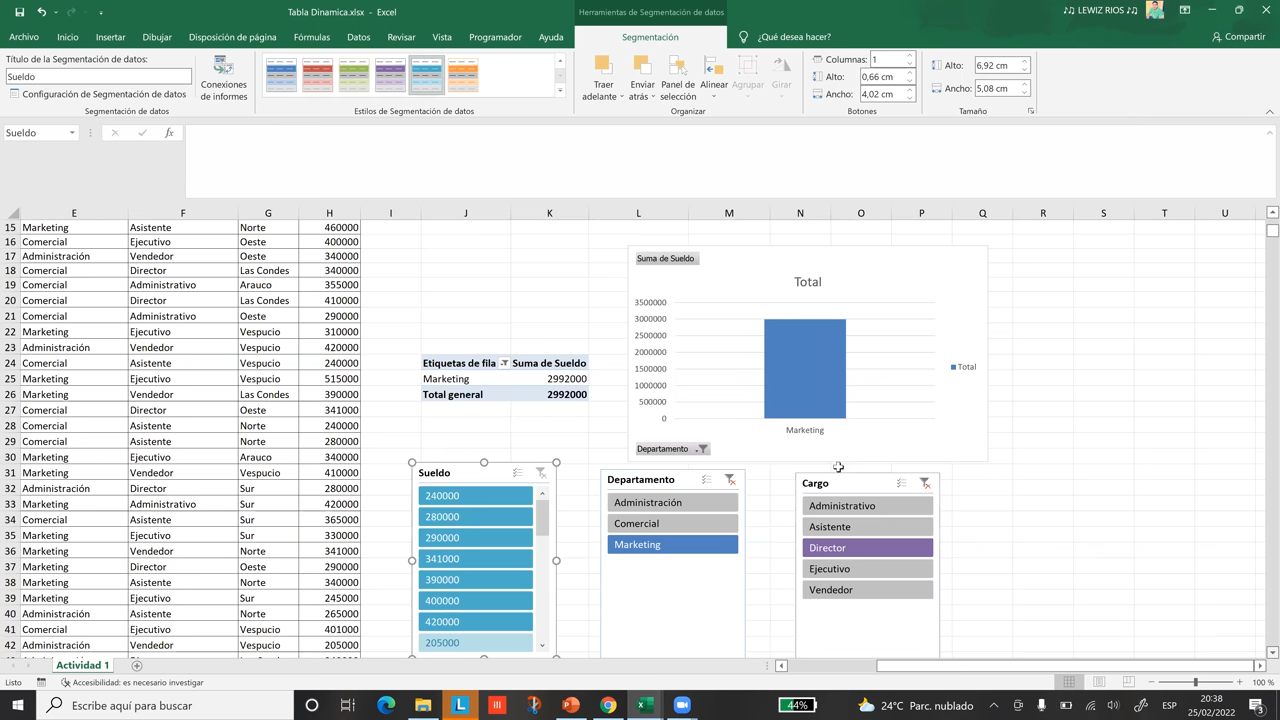 Tabla Dinamica.xlsx - Excel
Herramientas de Segmentación de datos
♫♪ LEWIZ RIOS ♫♪
Archivo Inicio Insertar Dibujar Disposición de página Fórmulas Datos Revisar Vista Programador Ayuda Segmentación ¿Qué desea hacer? Compartir
Título de la Segmentación de datos:
Sueldo
Configuración de Segmentación de datos
Segmentación de datos
Conexiones de informes
Estilos de Segmentación de datos
Traer adelante
Enviar atrás
Panel de selección
Alinear
Agrupar
Girar
Organizar
Columnas: 1
Alto: 0,66 cm
Ancho: 4,02 cm
Botones
Alto: 6,92 cm
Ancho: 5,08 cm
Tamaño
Sueldo fx
E F G H I J K L M N O P Q R S T U
15 Marketing Asistente Norte 460000
16 Comercial Ejecutivo Oeste 400000
17 Administración Vendedor Oeste 340000
18 Comercial Director Las Condes 340000
19 Comercial Administrativo Arauco 355000
20 Comercial Director Las Condes 410000
21 Comercial Administrativo Oeste 290000
22 Marketing Ejecutivo Vespucio 310000
23 Administración Vendedor Vespucio 420000
24 Comercial Asistente Vespucio 240000
25 Marketing Ejecutivo Vespucio 515000
26 Marketing Vendedor Las Condes 390000
27 Comercial Director Oeste 341000
28 Comercial Asistente Norte 240000
29 Comercial Asistente Norte 280000
30 Marketing Ejecutivo Arauco 340000
31 Marketing Vendedor Vespucio 410000
32 Administración Director Sur 280000
33 Marketing Administrativo Sur 420000
34 Comercial Asistente Sur 365000
35 Marketing Ejecutivo Sur 330000
36 Marketing Vendedor Norte 341000
37 Marketing Director Oeste 290000
38 Marketing Asistente Norte 340000
39 Marketing Ejecutivo Sur 245000
40 Administración Asistente Norte 265000
41 Comercial Ejecutivo Vespucio 401000
42 Administración Vendedor Vespucio 205000
Etiquetas de fila Suma de Sueldo
Marketing 2992000
Total general 2992000
Suma de Sueldo
Total
3500000
3000000
2500000
2000000
1500000
1000000
500000
0
Marketing
Total
Departamento
Sueldo
240000
280000
290000
341000
390000
400000
420000
205000
Departamento
Administración
Comercial
Marketing
Cargo
Administrativo
Asistente
Director
Ejecutivo
Vendedor
Actividad 1
Listo Accesibilidad: es necesario investigar 100 %
Escribe aquí para buscar
44%
24°C Parc. nublado
ESP
20:38
25/02/2022